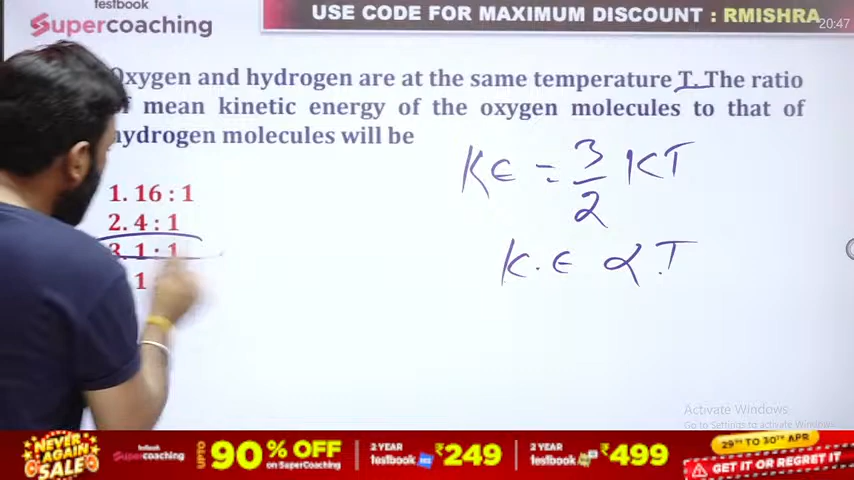 testbook
Supercoaching
USE CODE FOR MAXIMUM DISCOUNT : RMISHRA
20:47
Oxygen and hydrogen are at the same temperature T. The ratio
mean kinetic energy of the oxygen molecules to that of
hydrogen molecules will be
1. 16 : 1
2. 4 : 1
3. 1 : 1
1
KE = 3/2 KT
K.E ∝ T
Activate Windows
Go to Settings to activate Windows.
NEVER AGAIN SALE
testbook
Supercoaching
UPTO 90% OFF
on SuperCoaching
2 YEAR
testbook
₹249
2 YEAR
testbook
₹499
29TH TO 30TH APR
GET IT OR REGRET IT!